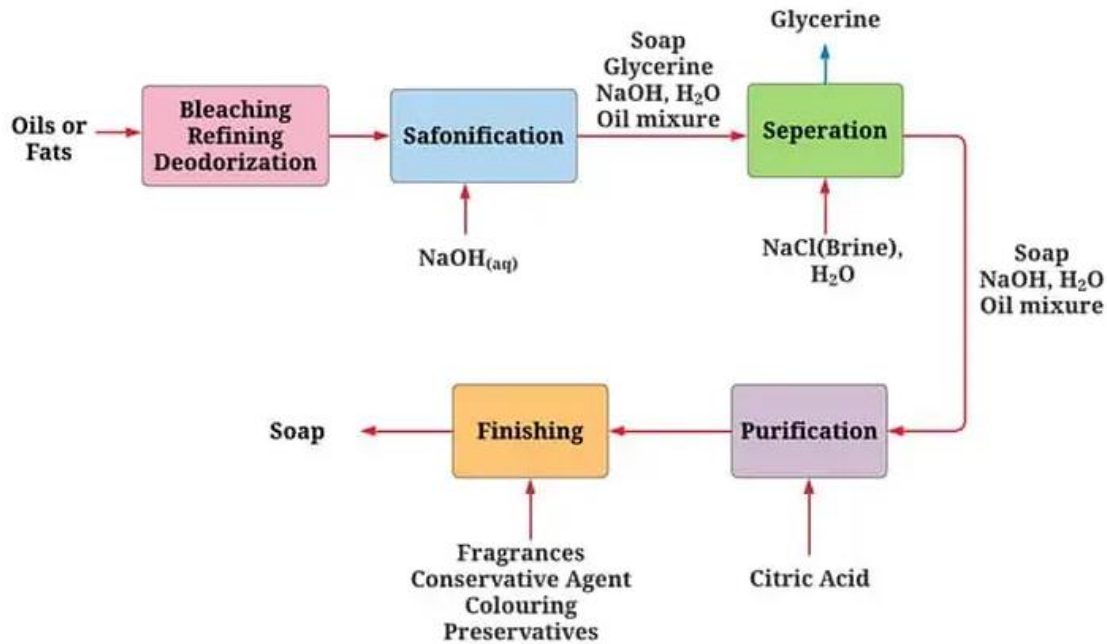 Oils or
Fats
Bleaching
Refining
Deodorization
Safonification
NaOH(aq)
Soap
Glycerine
NaOH, H₂O
Oil mixure
Glycerine
Seperation
NaCl(Brine),
H₂O
Soap
NaOH, H₂O
Oil mixure
Purification
Citric Acid
Finishing
Fragrances
Conservative Agent
Colouring
Preservatives
Soap